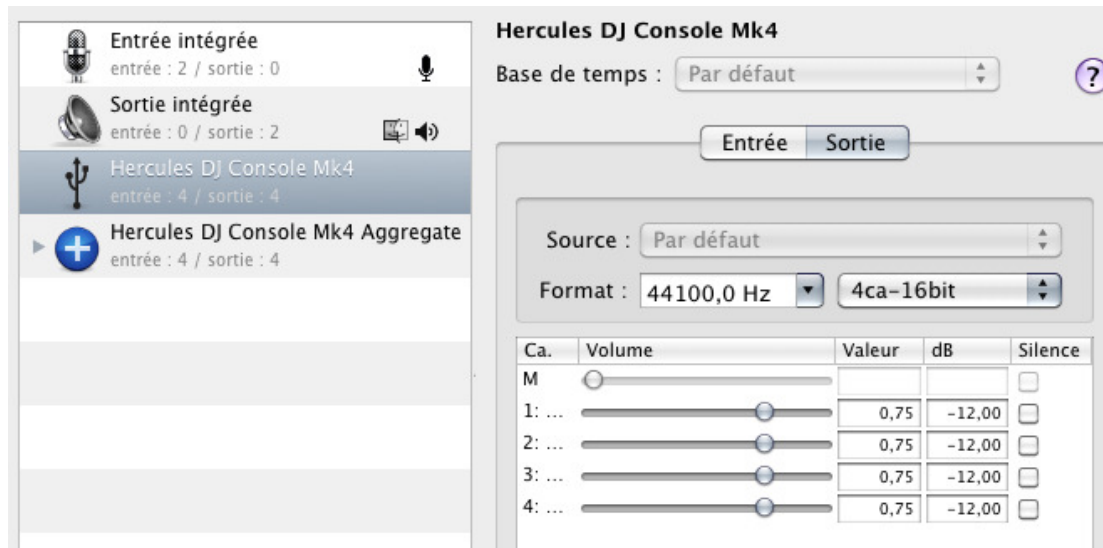 Entrée intégrée
entrée : 2 / sortie : 0
Sortie intégrée
entrée : 0 / sortie : 2
Hercules DJ Console Mk4
entrée : 4 / sortie : 4
Hercules DJ Console Mk4 Aggregate
entrée : 4 / sortie : 4
Hercules DJ Console Mk4
Base de temps : Par défaut
?
Entrée Sortie
Source : Par défaut
Format : 44100,0 Hz 4ca-16bit
Ca. Volume Valeur dB Silence
M
1: ... 0,75 -12,00
2: ... 0,75 -12,00
3: ... 0,75 -12,00
4: ... 0,75 -12,00